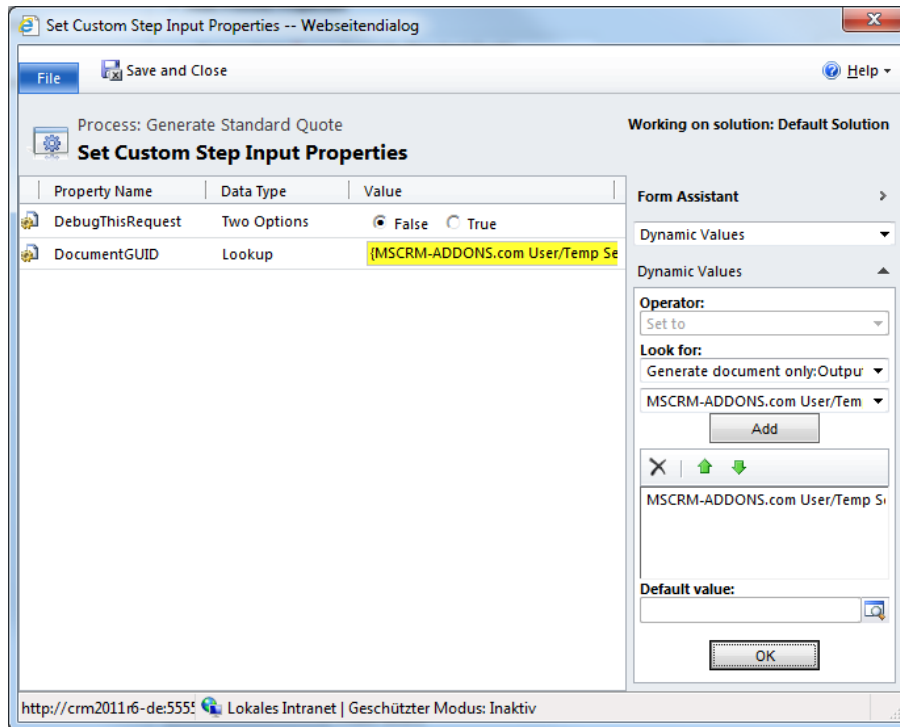 Set Custom Step Input Properties -- Webseitendialog
File
Save and Close
Help
Process: Generate Standard Quote
Working on solution: Default Solution
Set Custom Step Input Properties
Property Name Data Type Value
DebugThisRequest Two Options False True
DocumentGUID Lookup {MSCRM-ADDONS.com User/Temp Se
Form Assistant
Dynamic Values
Dynamic Values
Operator:
Set to
Look for:
Generate document only:Output
MSCRM-ADDONS.com User/Tem
Add
MSCRM-ADDONS.com User/Temp Se
Default value:
OK
http://crm2011r6-de:5555 Lokales Intranet | Geschützter Modus: Inaktiv